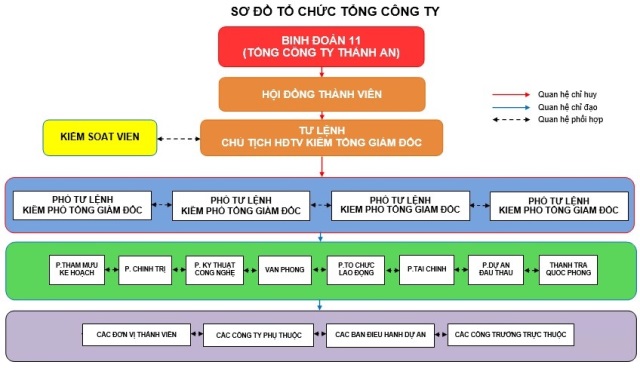 SƠ ĐỒ TỔ CHỨC TỔNG CÔNG TY
BINH ĐOÀN 11
(TỔNG CÔNG TY THÀNH AN)
HỘI ĐỒNG THÀNH VIÊN
Quan hệ chỉ huy
Quan hệ chỉ đạo
Quan hệ phối hợp
KIỂM SOÁT VIÊN
TƯ LỆNH
CHỦ TỊCH HĐTV KIÊM TỔNG GIÁM ĐỐC
PHÓ TƯ LỆNH
KIÊM PHÓ TỔNG GIÁM ĐỐC
PHÓ TƯ LỆNH
KIÊM PHÓ TỔNG GIÁM ĐỐC
PHÓ TƯ LỆNH
KIÊM PHÓ TỔNG GIÁM ĐỐC
PHÓ TƯ LỆNH
KIÊM PHÓ TỔNG GIÁM ĐỐC
P.THAM MƯU
KẾ HOẠCH
P. CHÍNH TRỊ
P. KỸ THUẬT
CÔNG NGHỆ
VĂN PHÒNG
P.TỔ CHỨC
LAO ĐỘNG
P.TÀI CHÍNH
P.DỰ ÁN
ĐẤU THẦU
THANH TRA
QUỐC PHÒNG
CÁC ĐƠN VỊ THÀNH VIÊN
CÁC CÔNG TY PHỤ THUỘC
CÁC BAN ĐIỀU HÀNH DỰ ÁN
CÁC CÔNG TRƯỜNG TRỰC THUỘC